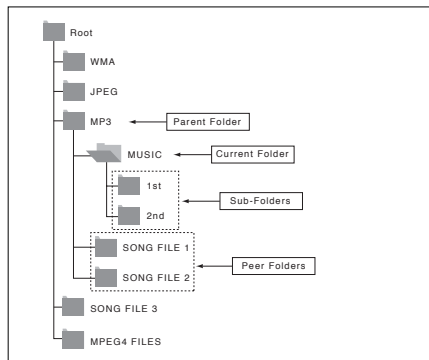 Root
WMA
JPEG
MP3
Parent Folder
MUSIC
Current Folder
1st
2nd
Sub-Folders
SONG FILE 1
SONG FILE 2
Peer Folders
SONG FILE 3
MPEG4 FILES